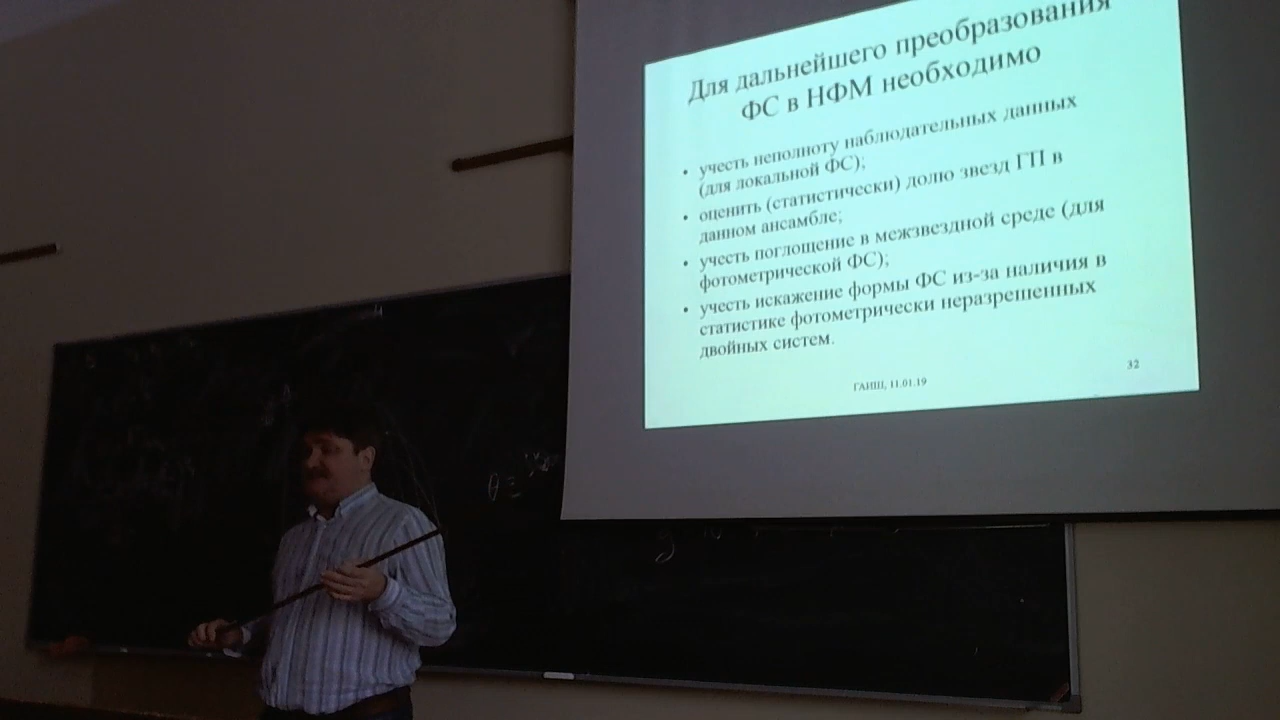 Для дальнейшего преобразования
ФС в НФМ необходимо
• учесть неполноту наблюдательных данных
(для локальной ФС);
• оценить (статистически) долю звезд ГП в
данном ансамбле;
• учесть поглощение в межзвездной среде (для
фотометрической ФС);
• учесть искажение формы ФС из-за наличия в
статистике фотометрически неразрешенных
двойных систем.
ГАИШ, 11.01.19
32